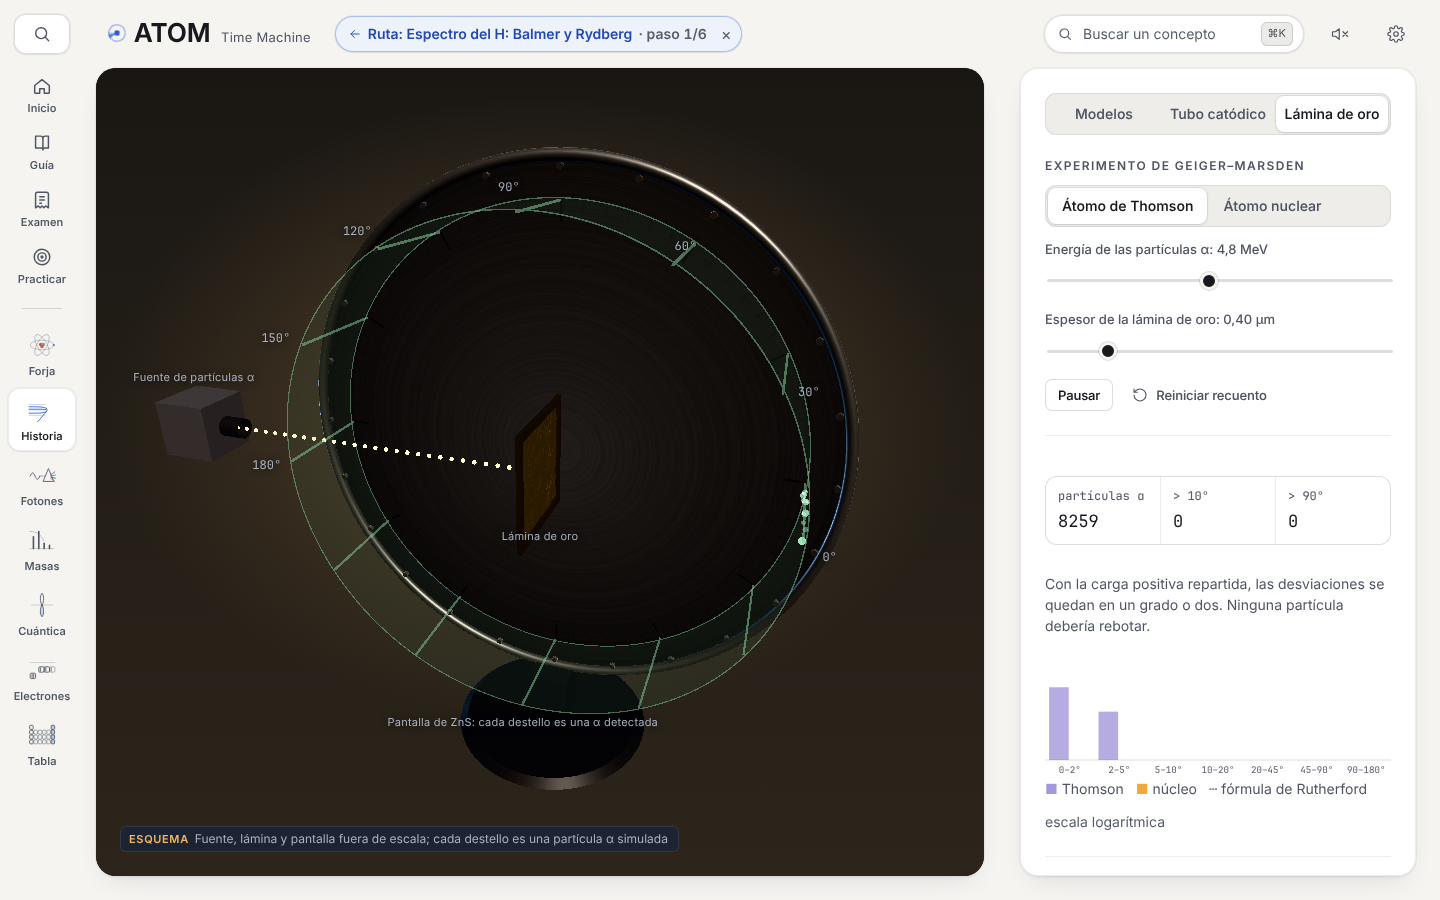 ATOM Time Machine
← Ruta: Espectro del H: Balmer y Rydberg · paso 1/6 ×
Buscar un concepto ⌘K
Inicio
Guía
Examen
Practicar
Forja
Historia
Fotones
Masas
Cuántica
Electrones
Tabla
90°
120°
60°
150°
30°
Fuente de partículas α
180°
Lámina de oro
0°
Pantalla de ZnS: cada destello es una α detectada
ESQUEMA Fuente, lámina y pantalla fuera de escala; cada destello es una partícula α simulada
Modelos Tubo catódico Lámina de oro
EXPERIMENTO DE GEIGER–MARSDEN
Átomo de Thomson Átomo nuclear
Energía de las partículas α: 4,8 MeV
Espesor de la lámina de oro: 0,40 µm
Pausar Reiniciar recuento
partículas α > 10° > 90°
8259 0 0
Con la carga positiva repartida, las desviaciones se
quedan en un grado o dos. Ninguna partícula
debería rebotar.
0–2° 2–5° 5–10° 10–20° 20–45° 45–90° 90–180°
Thomson núcleo fórmula de Rutherford
escala logarítmica